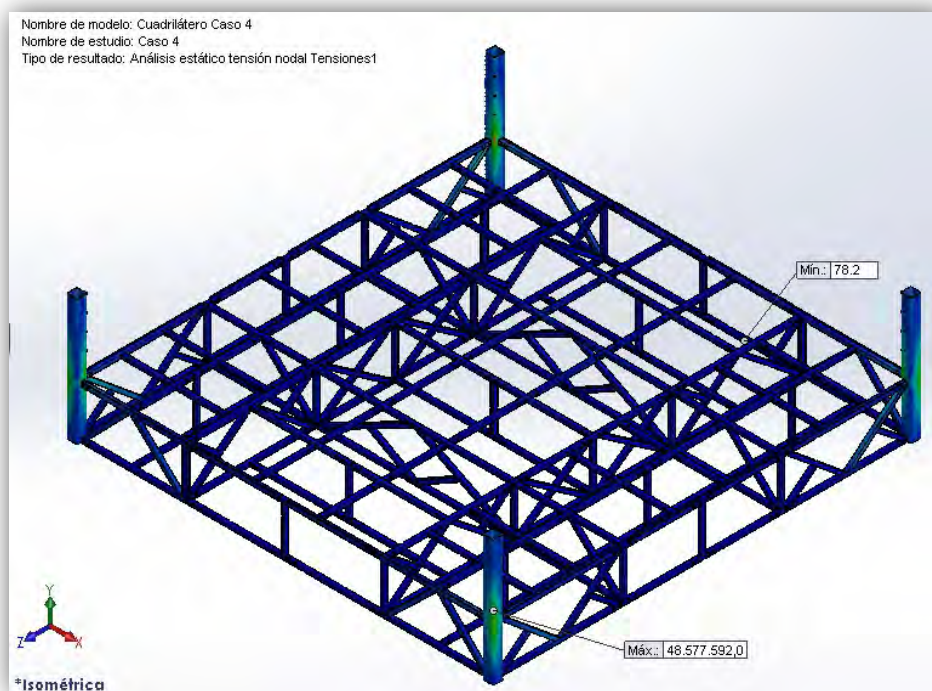 Nombre de modelo: Cuadrilátero Caso 4
Nombre de estudio: Caso 4
Tipo de resultado: Análisis estático tensión nodal Tensiones1
Mín.: 78.2
Máx.: 48.577.592,0
Y
Z
X
*Isométrica